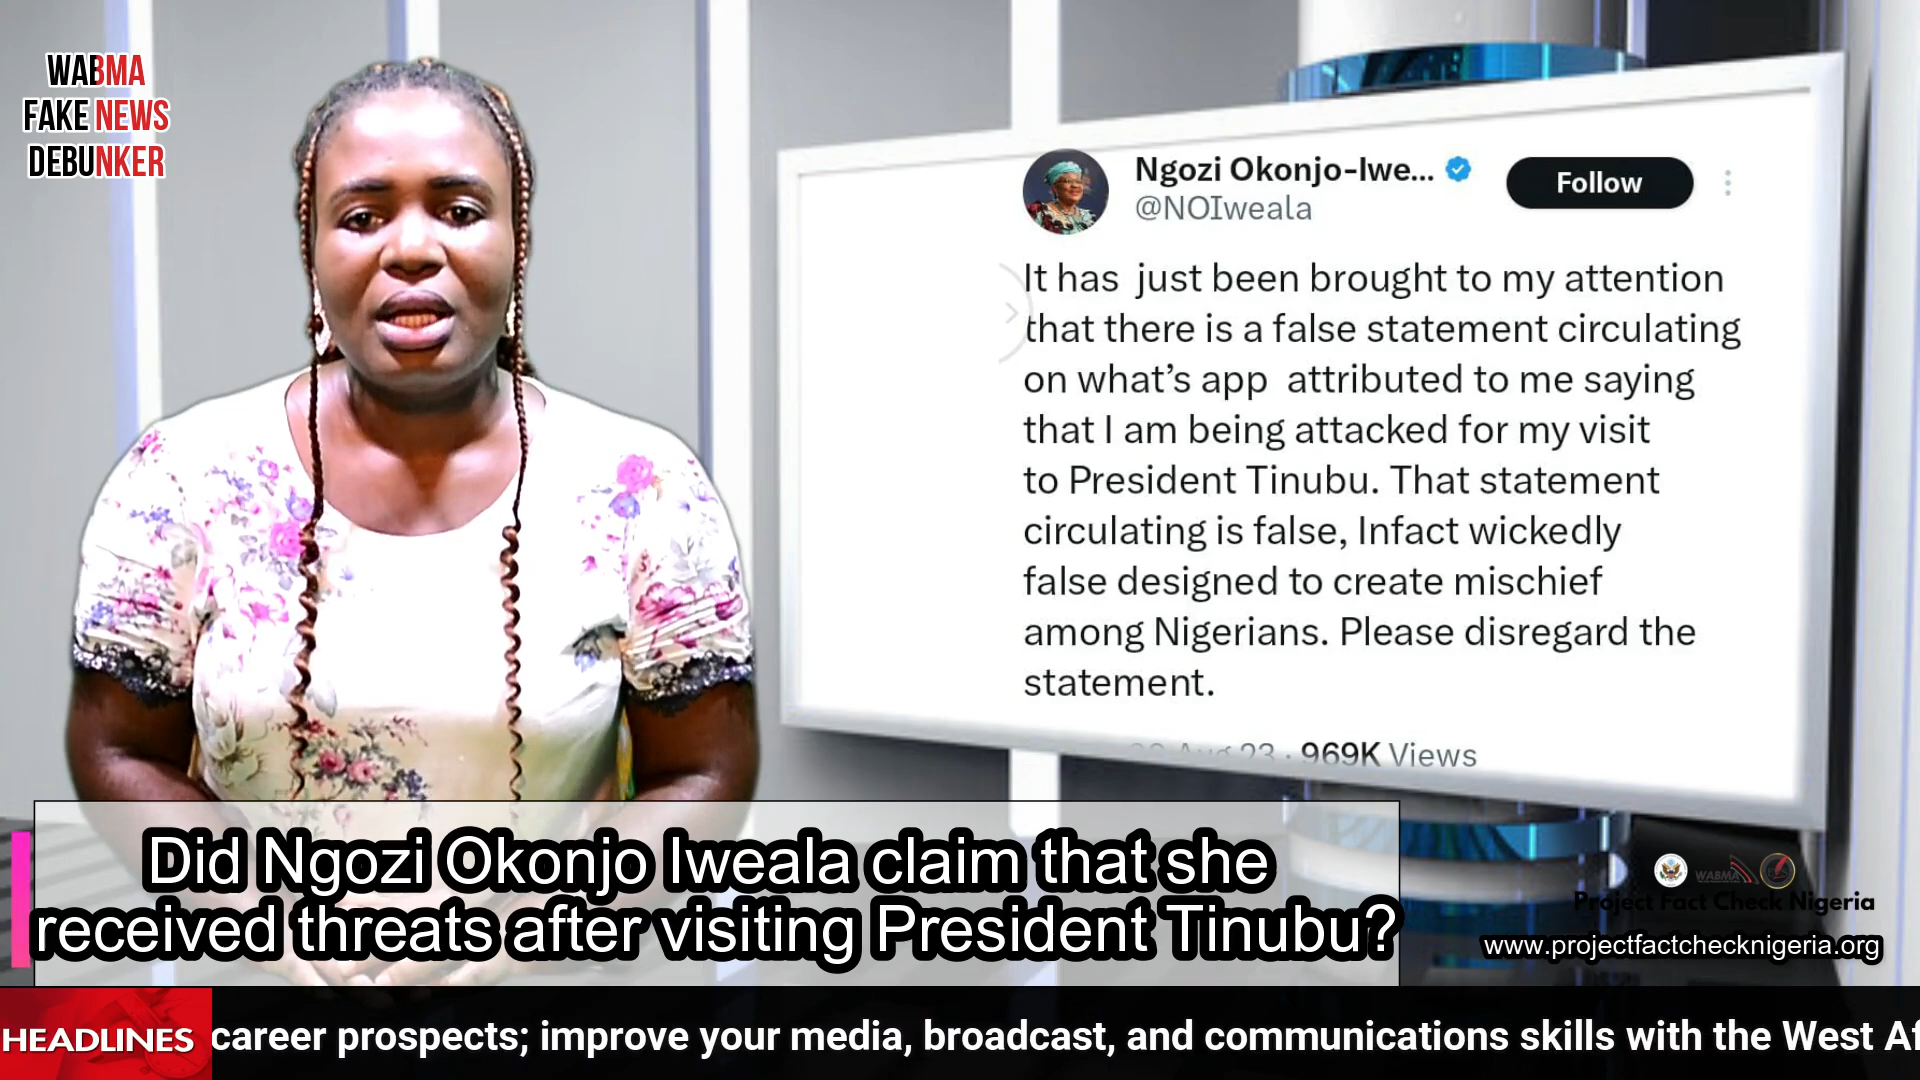 WABMA
FAKE NEWS
DEBUNKER
Ngozi Okonjo-Iwe...
@NOIweala
Follow
It has just been brought to my attention
that there is a false statement circulating
on what’s app attributed to me saying
that I am being attacked for my visit
to President Tinubu. That statement
circulating is false, Infact wickedly
false designed to create mischief
among Nigerians. Please disregard the
statement.
Aug 23 · 969K Views
Did Ngozi Okonjo Iweala claim that she
received threats after visiting President Tinubu?
WABMA
Project Fact Check Nigeria
www.projectfactchecknigeria.org
HEADLINES
career prospects; improve your media, broadcast, and communications skills with the West Af